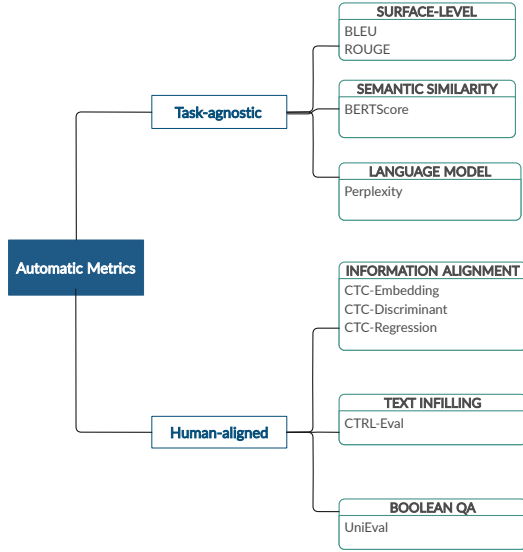 SURFACE-LEVEL
BLEU
ROUGE
SEMANTIC SIMILARITY
BERTScore
Task-agnostic
LANGUAGE MODEL
Perplexity
Automatic Metrics
INFORMATION ALIGNMENT
CTC-Embedding
CTC-Discriminant
CTC-Regression
TEXT INFILLING
CTRL-Eval
Human-aligned
BOOLEAN QA
UniEval